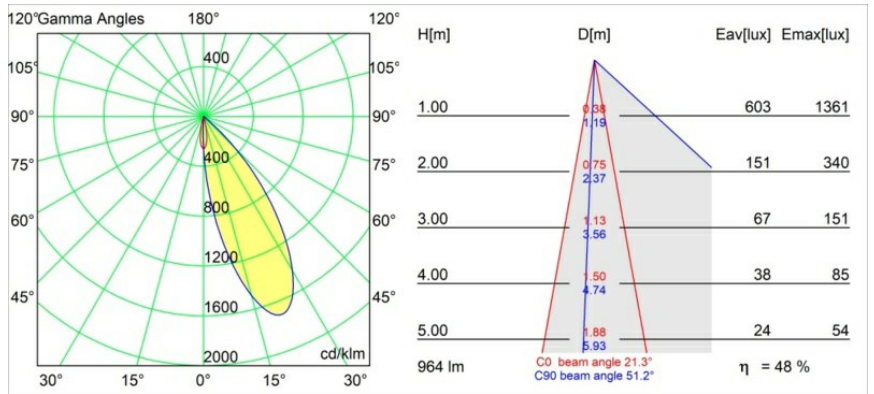 120° Gamma Angles 180° 120°
400
105° 105°
90° 90°
400
75° 75°
800
60° 60°
1200
45° 45°
1600
2000 cd/klm
30° 15° 0° 15° 30°
H[m] D[m] Eav[lux] Emax[lux]
1.00 0.38 603 1361
1.19
2.00 0.75 151 340
2.37
3.00 1.13 67 151
3.56
4.00 1.50 38 85
4.74
5.00 1.88 24 54
5.93
964 lm C0 beam angle 21.3° η = 48 %
C90 beam angle 51.2°